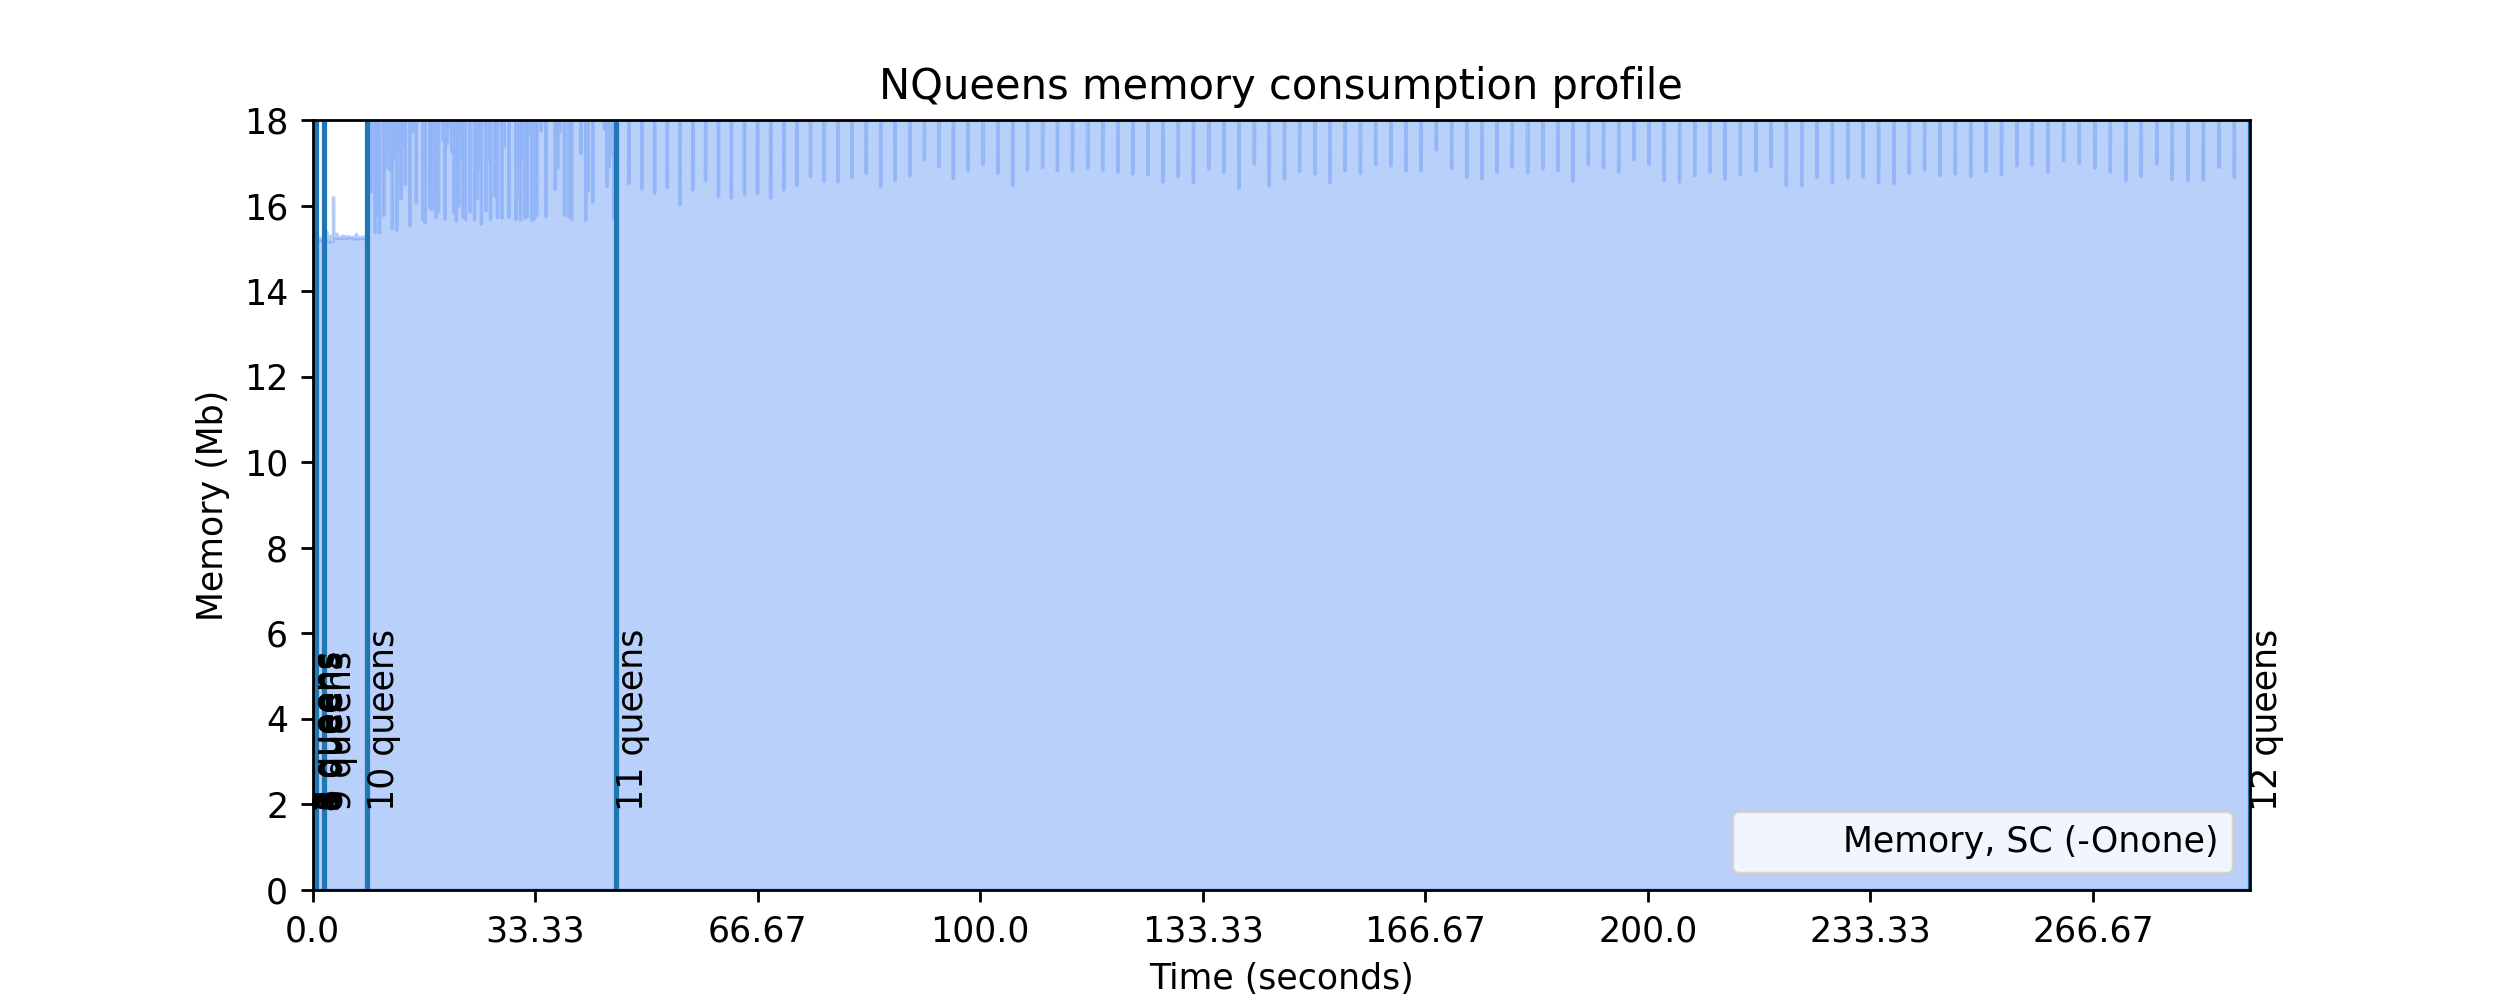 NQueens memory consumption profile
18
16
14
12
10
8
6
4
2
0
Memory (Mb)
9 queens
10 queens
11 queens
12 queens
Memory, SC (-Onone)
0.0 33.33 66.67 100.0 133.33 166.67 200.0 233.33 266.67
Time (seconds)